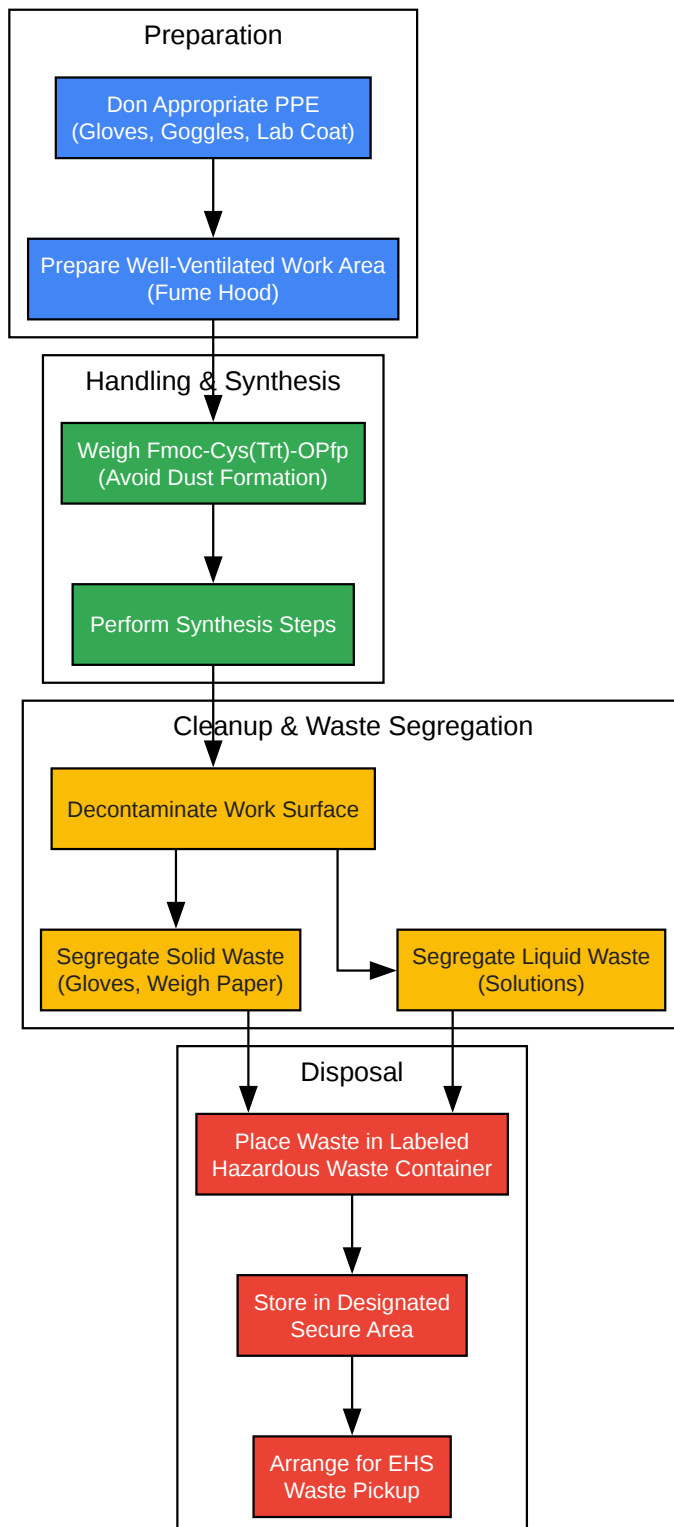 Preparation
Don Appropriate PPE
(Gloves, Goggles, Lab Coat)
Prepare Well-Ventilated Work Area
(Fume Hood)
Handling & Synthesis
Weigh Fmoc-Cys(Trt)-OPfp
(Avoid Dust Formation)
Perform Synthesis Steps
Cleanup & Waste Segregation
Decontaminate Work Surface
Segregate Solid Waste
(Gloves, Weigh Paper)
Segregate Liquid Waste
(Solutions)
Disposal
Place Waste in Labeled
Hazardous Waste Container
Store in Designated
Secure Area
Arrange for EHS
Waste Pickup